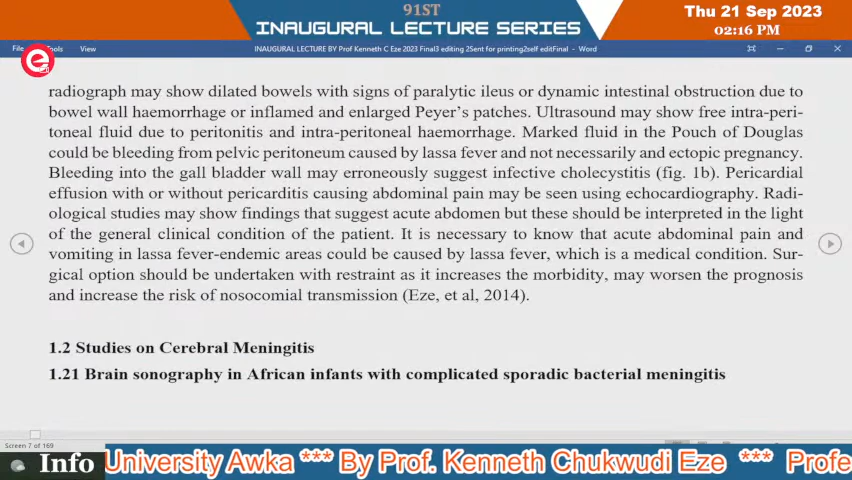 91ST
INAUGURAL LECTURE SERIES
Thu 21 Sep 2023
02:16 PM
File Tools View
INAUGURAL LECTURE BY Prof Kenneth C Eze 2023 Final3 editing 2Sent for printing2self editFinal - Word
radiograph may show dilated bowels with signs of paralytic ileus or dynamic intestinal obstruction due to
bowel wall haemorrhage or inflamed and enlarged Peyer's patches. Ultrasound may show free intra-peri-
toneal fluid due to peritonitis and intra-peritoneal haemorrhage. Marked fluid in the Pouch of Douglas
could be bleeding from pelvic peritoneum caused by lassa fever and not necessarily and ectopic pregnancy.
Bleeding into the gall bladder wall may erroneously suggest infective cholecystitis (fig. 1b). Pericardial
effusion with or without pericarditis causing abdominal pain may be seen using echocardiography. Radi-
ological studies may show findings that suggest acute abdomen but these should be interpreted in the light
of the general clinical condition of the patient. It is necessary to know that acute abdominal pain and
vomiting in lassa fever-endemic areas could be caused by lassa fever, which is a medical condition. Sur-
gical option should be undertaken with restraint as it increases the morbidity, may worsen the prognosis
and increase the risk of nosocomial transmission (Eze, et al, 2014).
1.2 Studies on Cerebral Meningitis
1.21 Brain sonography in African infants with complicated sporadic bacterial meningitis
Screen 7 of 169
Info
University Awka *** By Prof. Kenneth Chukwudi Eze *** Profe